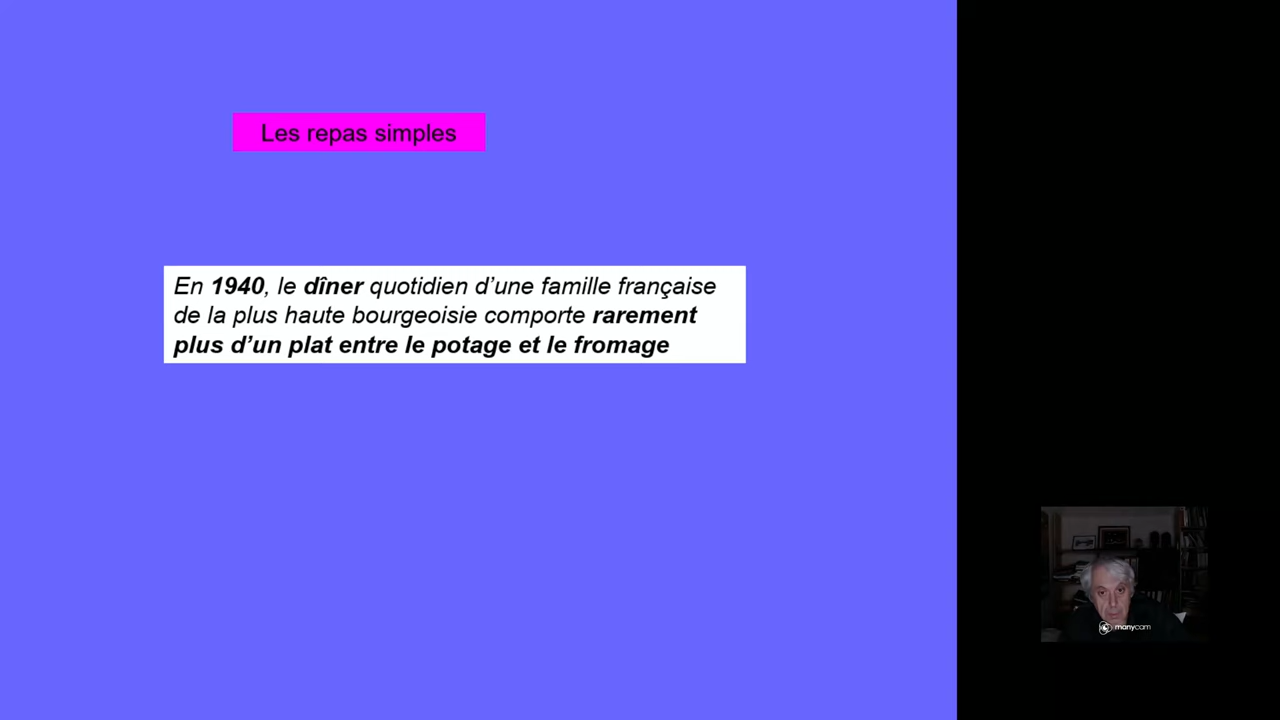 Les repas simples
En 1940, le dîner quotidien d’une famille française
de la plus haute bourgeoisie comporte rarement
plus d’un plat entre le potage et le fromage
manycam